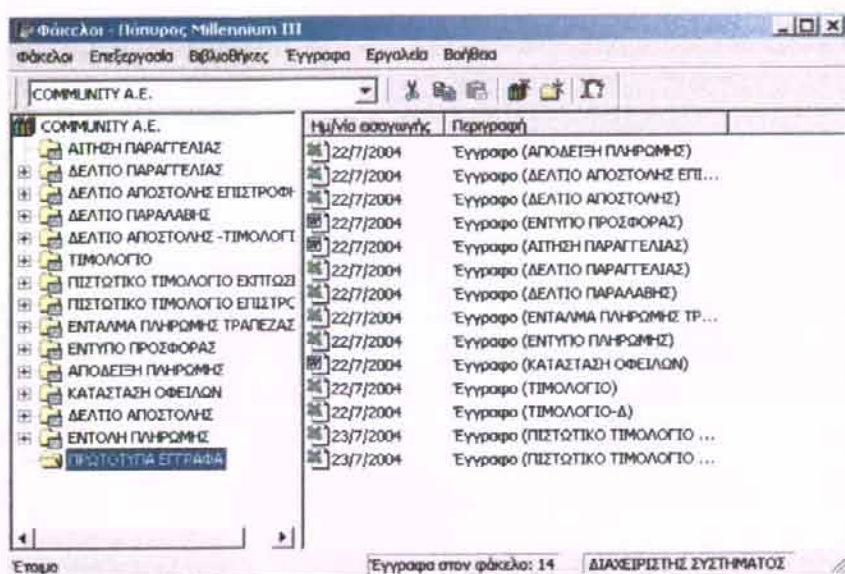 Φάκελοι - Πάπυρος Millennium III
Φάκελοι Επεξεργασία Βιβλιοθήκες Έγγραφα Εργαλεία Βοήθεια
COMMUNITY A.E.
COMMUNITY A.E.
ΑΙΤΗΣΗ ΠΑΡΑΓΓΕΛΙΑΣ
ΔΕΛΤΙΟ ΠΑΡΑΓΓΕΛΙΑΣ
ΔΕΛΤΙΟ ΑΠΟΣΤΟΛΗΣ ΕΠΙΣΤΡΟΦΗ
ΔΕΛΤΙΟ ΠΑΡΑΛΑΒΗΣ
ΔΕΛΤΙΟ ΑΠΟΣΤΟΛΗΣ -ΤΙΜΟΛΟΓΙ
ΤΙΜΟΛΟΓΙΟ
ΠΙΣΤΩΤΙΚΟ ΤΙΜΟΛΟΓΙΟ ΕΚΠΤΩΣΕ
ΠΙΣΤΩΤΙΚΟ ΤΙΜΟΛΟΓΙΟ ΕΠΙΣΤΡΟ
ΕΝΤΑΛΜΑ ΠΛΗΡΩΜΗΣ ΤΡΑΠΕΖΑΣ
ΕΝΤΥΠΟ ΠΡΟΣΦΟΡΑΣ
ΑΠΟΔΕΙΞΗ ΠΛΗΡΩΜΗΣ
ΚΑΤΑΣΤΑΣΗ ΟΦΕΙΛΩΝ
ΔΕΛΤΙΟ ΑΠΟΣΤΟΛΗΣ
ΕΝΤΟΛΗ ΠΛΗΡΩΜΗΣ
ΠΡΩΤΟΤΥΠΑ ΕΓΓΡΑΦΑ
Ημ/νία εισαγωγής Περιγραφή
22/7/2004 Έγγραφο (ΑΠΟΔΕΙΞΗ ΠΛΗΡΩΜΗΣ)
22/7/2004 Έγγραφο (ΔΕΛΤΙΟ ΑΠΟΣΤΟΛΗΣ ΕΠΙ...
22/7/2004 Έγγραφο (ΔΕΛΤΙΟ ΑΠΟΣΤΟΛΗΣ)
22/7/2004 Έγγραφο (ΕΝΤΥΠΟ ΠΡΟΣΦΟΡΑΣ)
22/7/2004 Έγγραφο (ΑΙΤΗΣΗ ΠΑΡΑΓΓΕΛΙΑΣ)
22/7/2004 Έγγραφο (ΔΕΛΤΙΟ ΠΑΡΑΓΓΕΛΙΑΣ)
22/7/2004 Έγγραφο (ΔΕΛΤΙΟ ΠΑΡΑΛΑΒΗΣ)
22/7/2004 Έγγραφο (ΕΝΤΑΛΜΑ ΠΛΗΡΩΜΗΣ ΤΡ...
22/7/2004 Έγγραφο (ΕΝΤΥΠΟ ΠΛΗΡΩΜΗΣ)
22/7/2004 Έγγραφο (ΚΑΤΑΣΤΑΣΗ ΟΦΕΙΛΩΝ)
22/7/2004 Έγγραφο (ΤΙΜΟΛΟΓΙΟ)
22/7/2004 Έγγραφο (ΤΙΜΟΛΟΓΙΟ-Δ)
23/7/2004 Έγγραφο (ΠΙΣΤΩΤΙΚΟ ΤΙΜΟΛΟΓΙΟ ...
23/7/2004 Έγγραφο (ΠΙΣΤΩΤΙΚΟ ΤΙΜΟΛΟΓΙΟ ...
Έτοιμο Έγγραφα στον φάκελο: 14 ΔΙΑΧΕΙΡΙΣΤΗΣ ΣΥΣΤΗΜΑΤΟΣ